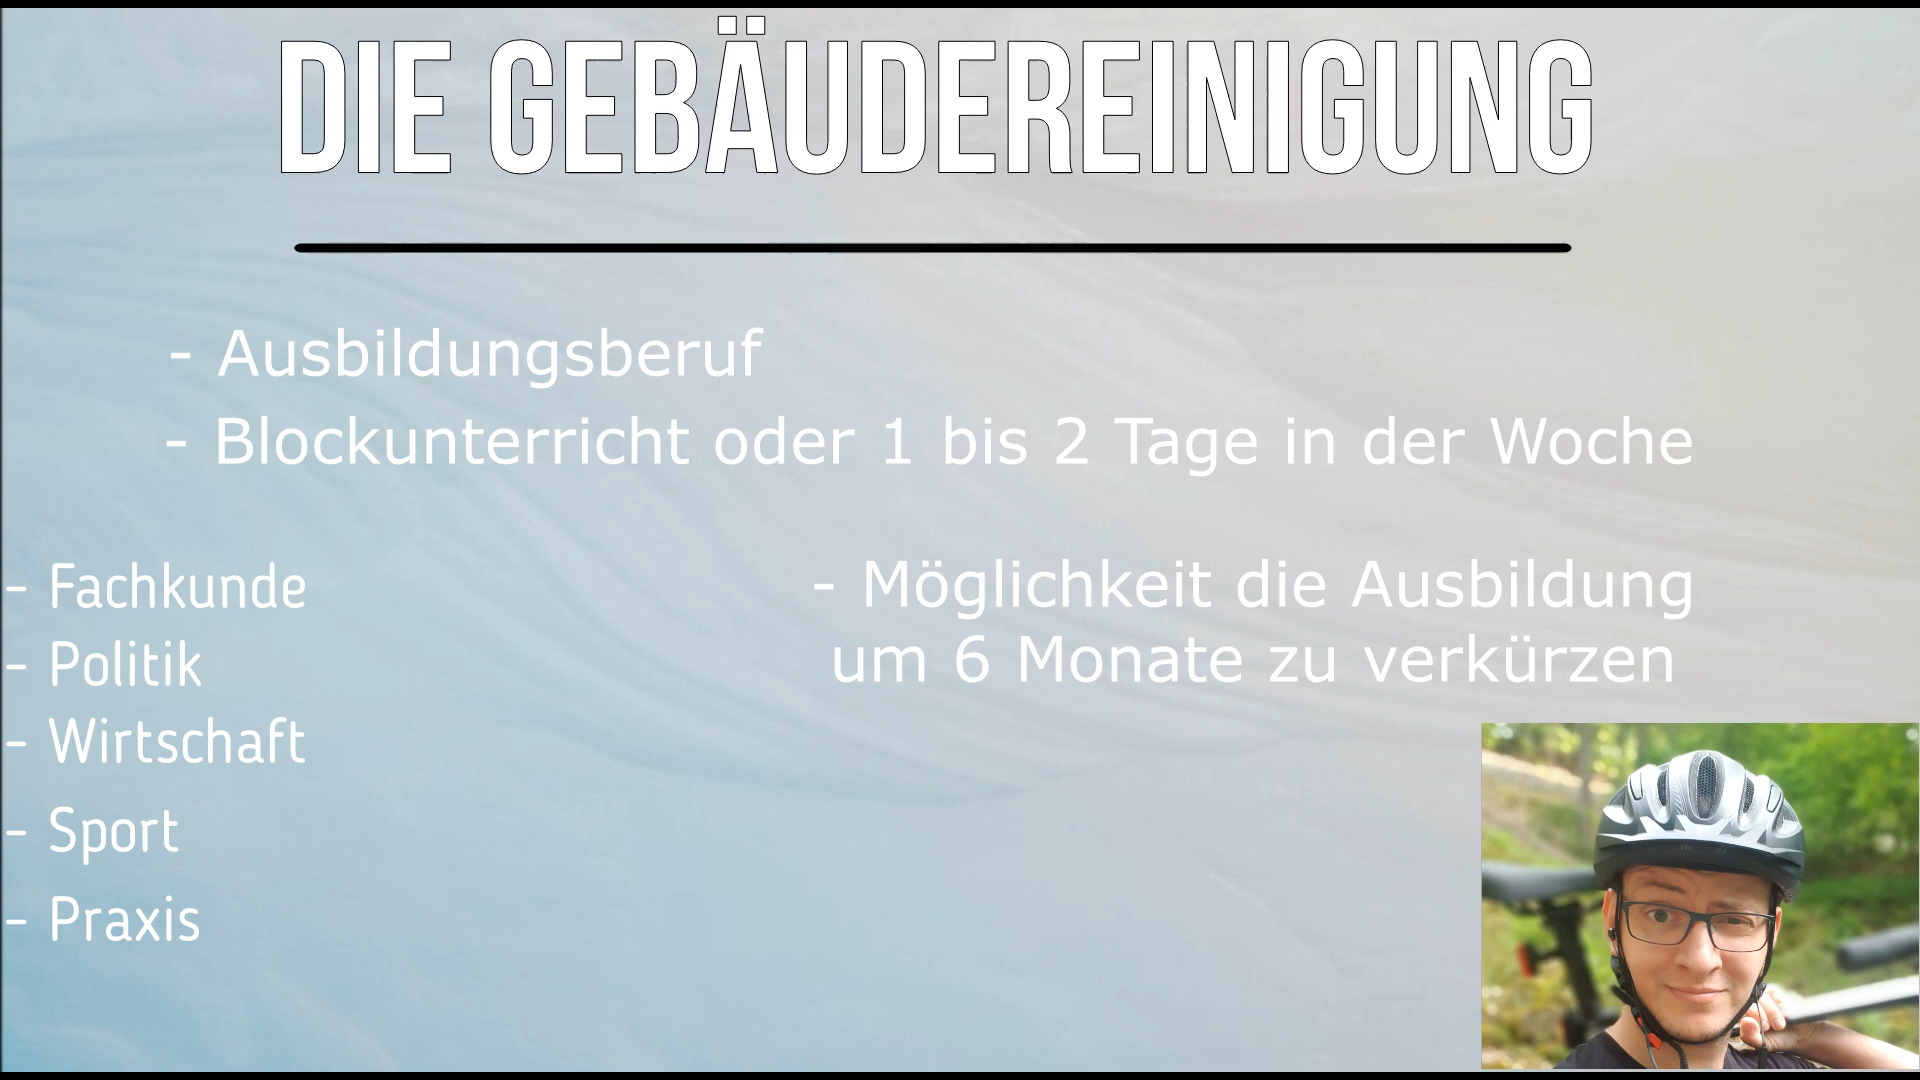 DIE GEBÄUDEREINIGUNG
- Ausbildungsberuf
- Blockunterricht oder 1 bis 2 Tage in der Woche
- Fachkunde
- Politik
- Wirtschaft
- Sport
- Praxis
- Möglichkeit die Ausbildung
um 6 Monate zu verkürzen